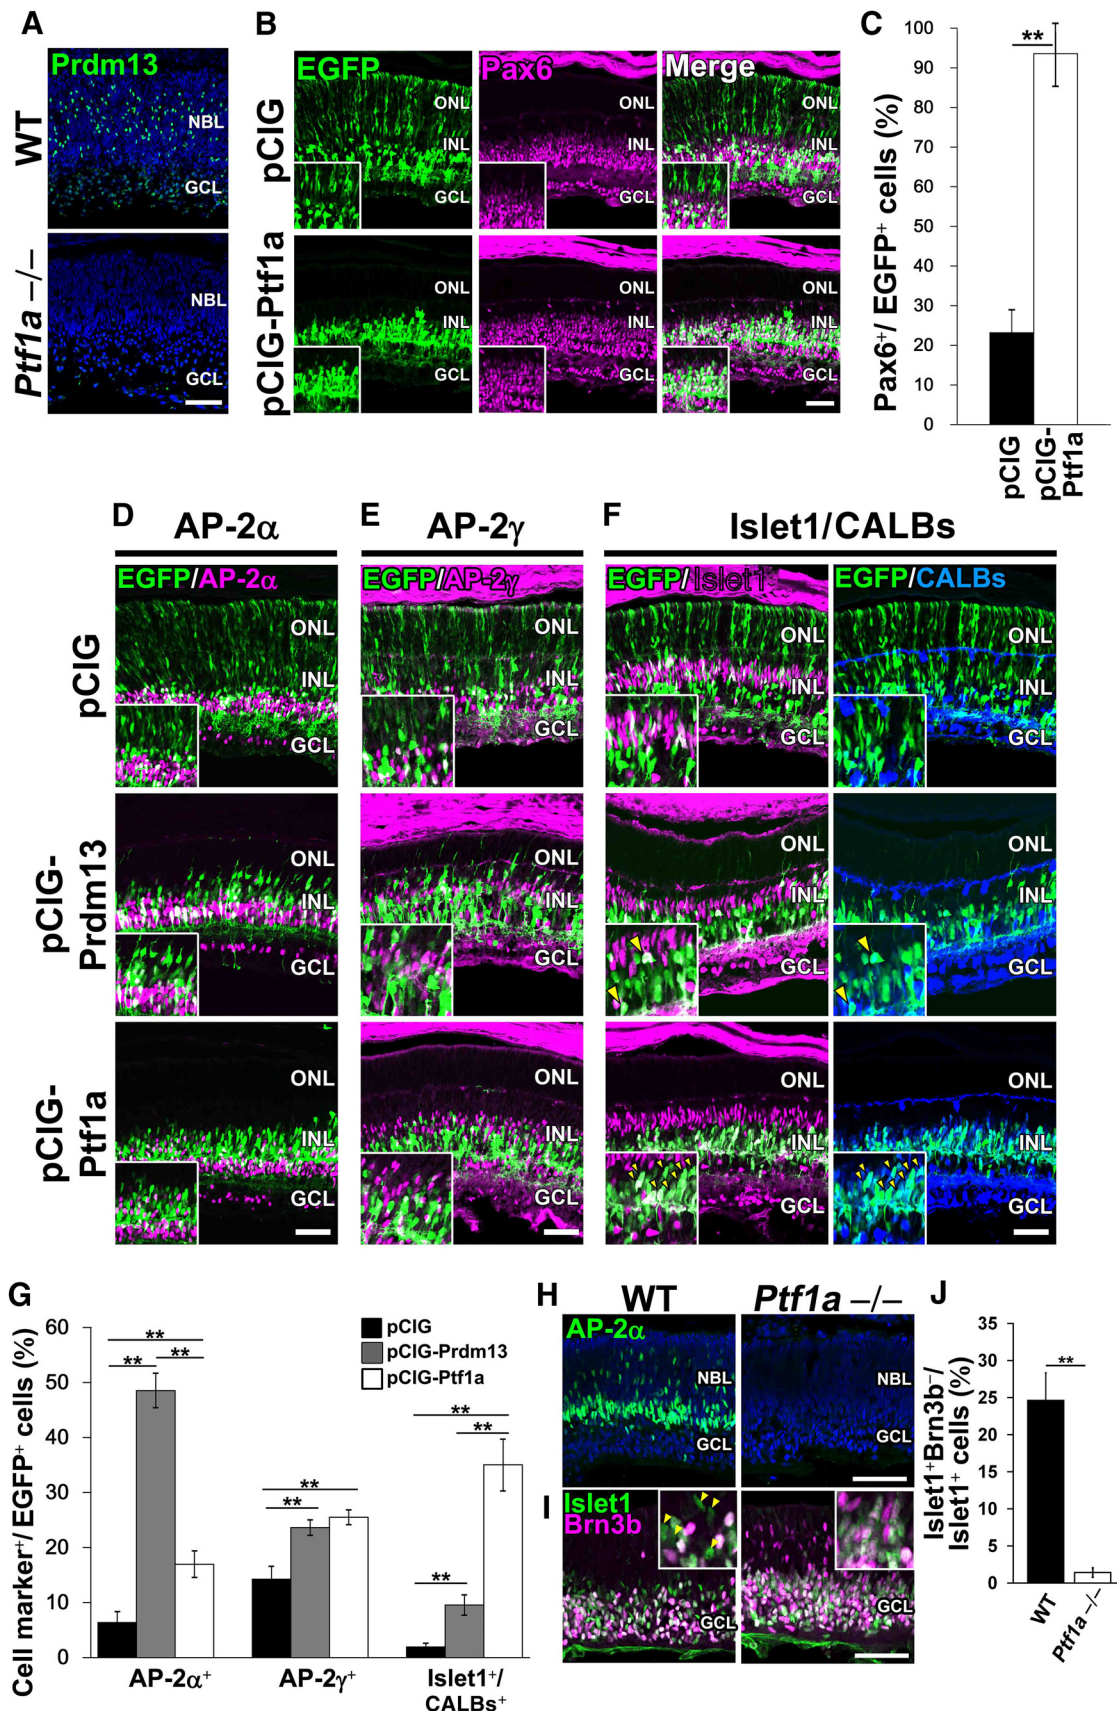 A
B
C
Prdm13
WT
NBL
GCL
Ptf1a –/–
NBL
GCL
EGFP
Pax6
Merge
pCIG
ONL
INL
GCL
ONL
INL
GCL
ONL
INL
GCL
pCIG-Ptf1a
ONL
INL
GCL
ONL
INL
GCL
ONL
INL
GCL
Pax6+/ EGFP+ cells (%)
100
90
80
70
60
50
40
30
20
10
0
**
pCIG
pCIG-
Ptf1a
D
AP-2α
E
AP-2γ
F
Islet1/CALBs
EGFP/AP-2α
EGFP/AP-2γ
EGFP/Islet1
EGFP/CALBs
pCIG
ONL
INL
GCL
ONL
INL
GCL
ONL
INL
GCL
ONL
INL
GCL
pCIG-
Prdm13
ONL
INL
GCL
ONL
INL
GCL
ONL
INL
GCL
ONL
INL
GCL
pCIG-
Ptf1a
ONL
INL
GCL
ONL
INL
GCL
ONL
INL
GCL
ONL
INL
GCL
G
Cell marker+/ EGFP+ cells (%)
60
50
40
30
20
10
0
**
**
**
**
**
**
**
**
pCIG
pCIG-Prdm13
pCIG-Ptf1a
AP-2α+
AP-2γ+
Islet1+/
CALBs+
H
WT
Ptf1a –/–
AP-2α
NBL
GCL
NBL
GCL
I
Islet1
Brn3b
GCL
GCL
J
Islet1+Brn3b–/
Islet1+ cells (%)
35
30
25
20
15
10
5
0
**
WT
Ptf1a –/–